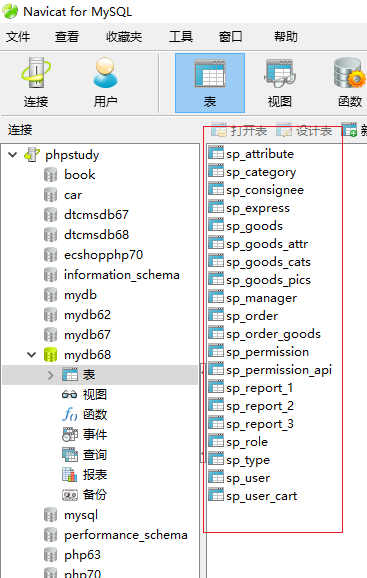 Navicat for MySQL
文件 查看 收藏夹 工具 窗口 帮助
连接 用户 表 视图 函数
连接 打开表 设计表
phpstudy
book
car
dtcmsdb67
dtcmsdb68
ecshopphp70
information_schema
mydb
mydb62
mydb67
mydb68
表
视图
函数
事件
查询
报表
备份
mysql
performance_schema
php63
php70
sp_attribute
sp_category
sp_consignee
sp_express
sp_goods
sp_goods_attr
sp_goods_cats
sp_goods_pics
sp_manager
sp_order
sp_order_goods
sp_permission
sp_permission_api
sp_report_1
sp_report_2
sp_report_3
sp_role
sp_type
sp_user
sp_user_cart